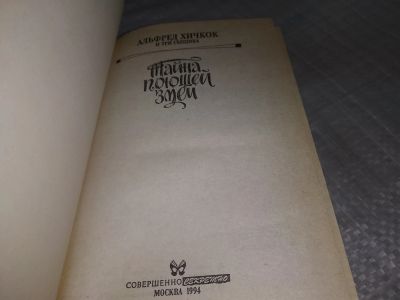 АЛЬФРЕД ХИЧКОК
И ТРИ СЫЩИКА
ТАЙНА
ПОЮЩЕЙ
ЗМЕИ
СОВЕРШЕННО СЕКРЕТНО
МОСКВА 1994